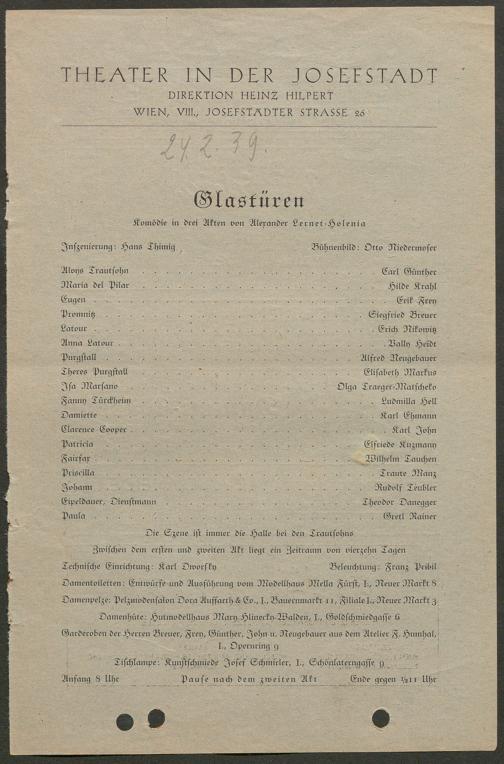 THEATER IN DER JOSEFSTADT
DIREKTION HEINZ HILPERT
WIEN, VIII., JOSEFSTÄDTER STRASSE 26
24. 2. 39.
Glastüren
Komödie in drei Akten von Alexander Lernet-Holenia
Inszenierung: Hans Thimig Bühnenbild: Otto Niedermoser
Aloys Trautsohn Carl Günther
Maria del Pilar Hilde Krahl
Eugen Erik Frey
Promnitz Siegfried Breuer
Latour Erich Nikowitz
Anna Latour Vally Heidt
Purgstall Alfred Neugebauer
Theres Purgstall Elisabeth Markus
Isa Marsano Olga Traeger-Matscheko
Fanny Türckheim Ludmilla Hell
Damiette Karl Ehmann
Clarence Cooper Karl John
Patricia Elfriede Kuzmany
Fairfax Wilhelm Tauchen
Priscilla Traute Manz
Johann Rudolf Teubler
Eipeldauer, Dienstmann Theodor Danegger
Paula Gretl Rainer
Die Szene ist immer die Halle bei den Trautsohns
Zwischen dem ersten und zweiten Akt liegt ein Zeitraum von vierzehn Tagen
Technische Einrichtung: Karl Dworsky Beleuchtung: Franz Pribil
Damentoiletten: Entwürfe und Ausführung vom Modellhaus Mella Fürst, I., Neuer Markt 8
Damenpelze: Pelzmodensalon Dora Auffarth & Co., I., Bauernmarkt 11, Filiale I., Neuer Markt 3
Damenhüte: Hutmodellhaus Mary Hlinecky-Walden, I., Goldschmiedgasse 6
Garderoben der Herren Breuer, Frey, Günther, John u. Neugebauer aus dem Atelier F. Humhal,
I., Opernring 9
Tischlampe: Kunstschmiede Josef Schmirler, I., Schönlaterngasse 9
Anfang 8 Uhr Pause nach dem zweiten Akt Ende gegen ½11 Uhr